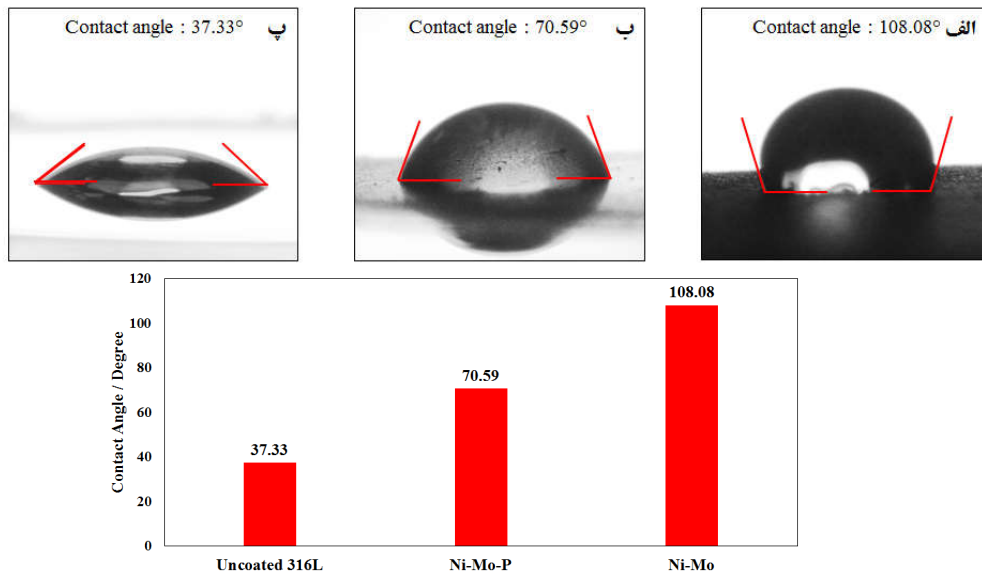 Contact angle : 37.33° پ
Contact angle : 70.59° ب
Contact angle : 108.08° الف
Contact Angle / Degree
120
100
80
60
40
20
0
37.33
70.59
108.08
Uncoated 316L
Ni-Mo-P
Ni-Mo